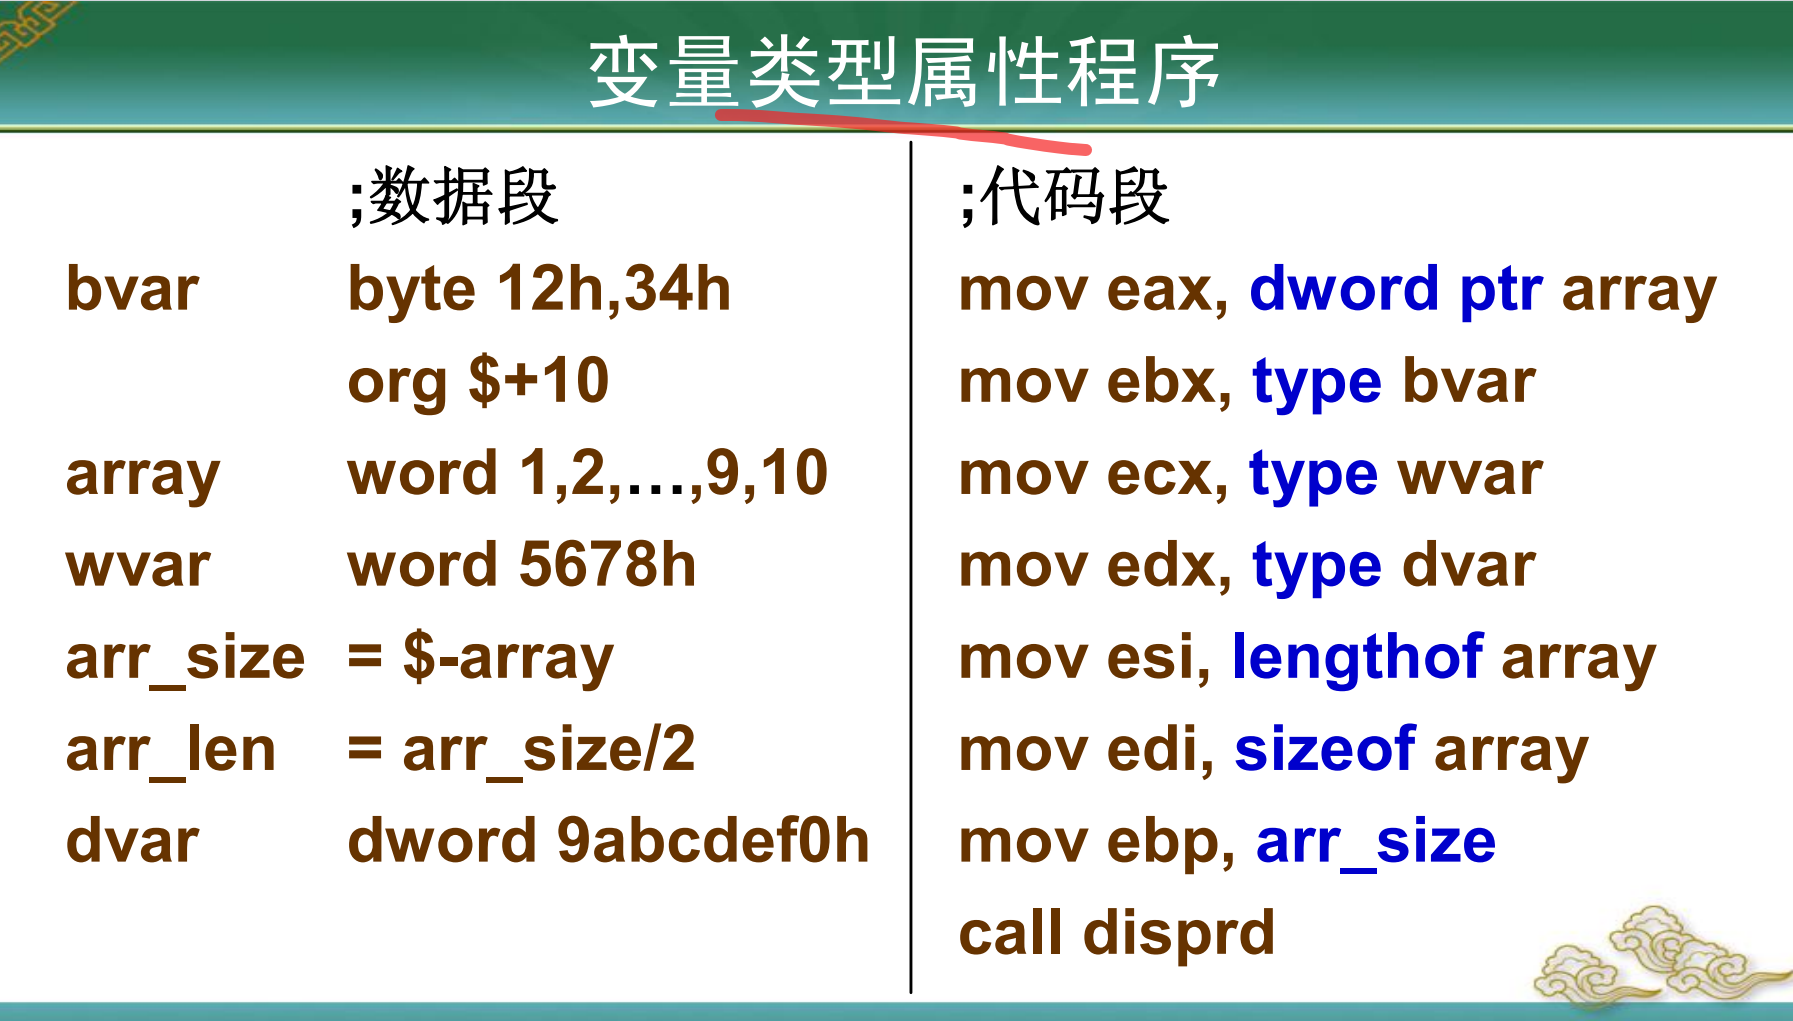 变量类型属性程序
;数据段
bvar byte 12h,34h
org $+10
array word 1,2,…,9,10
wvar word 5678h
arr_size = $-array
arr_len = arr_size/2
dvar dword 9abcdef0h
;代码段
mov eax, dword ptr array
mov ebx, type bvar
mov ecx, type wvar
mov edx, type dvar
mov esi, lengthof array
mov edi, sizeof array
mov ebp, arr_size
call disprd